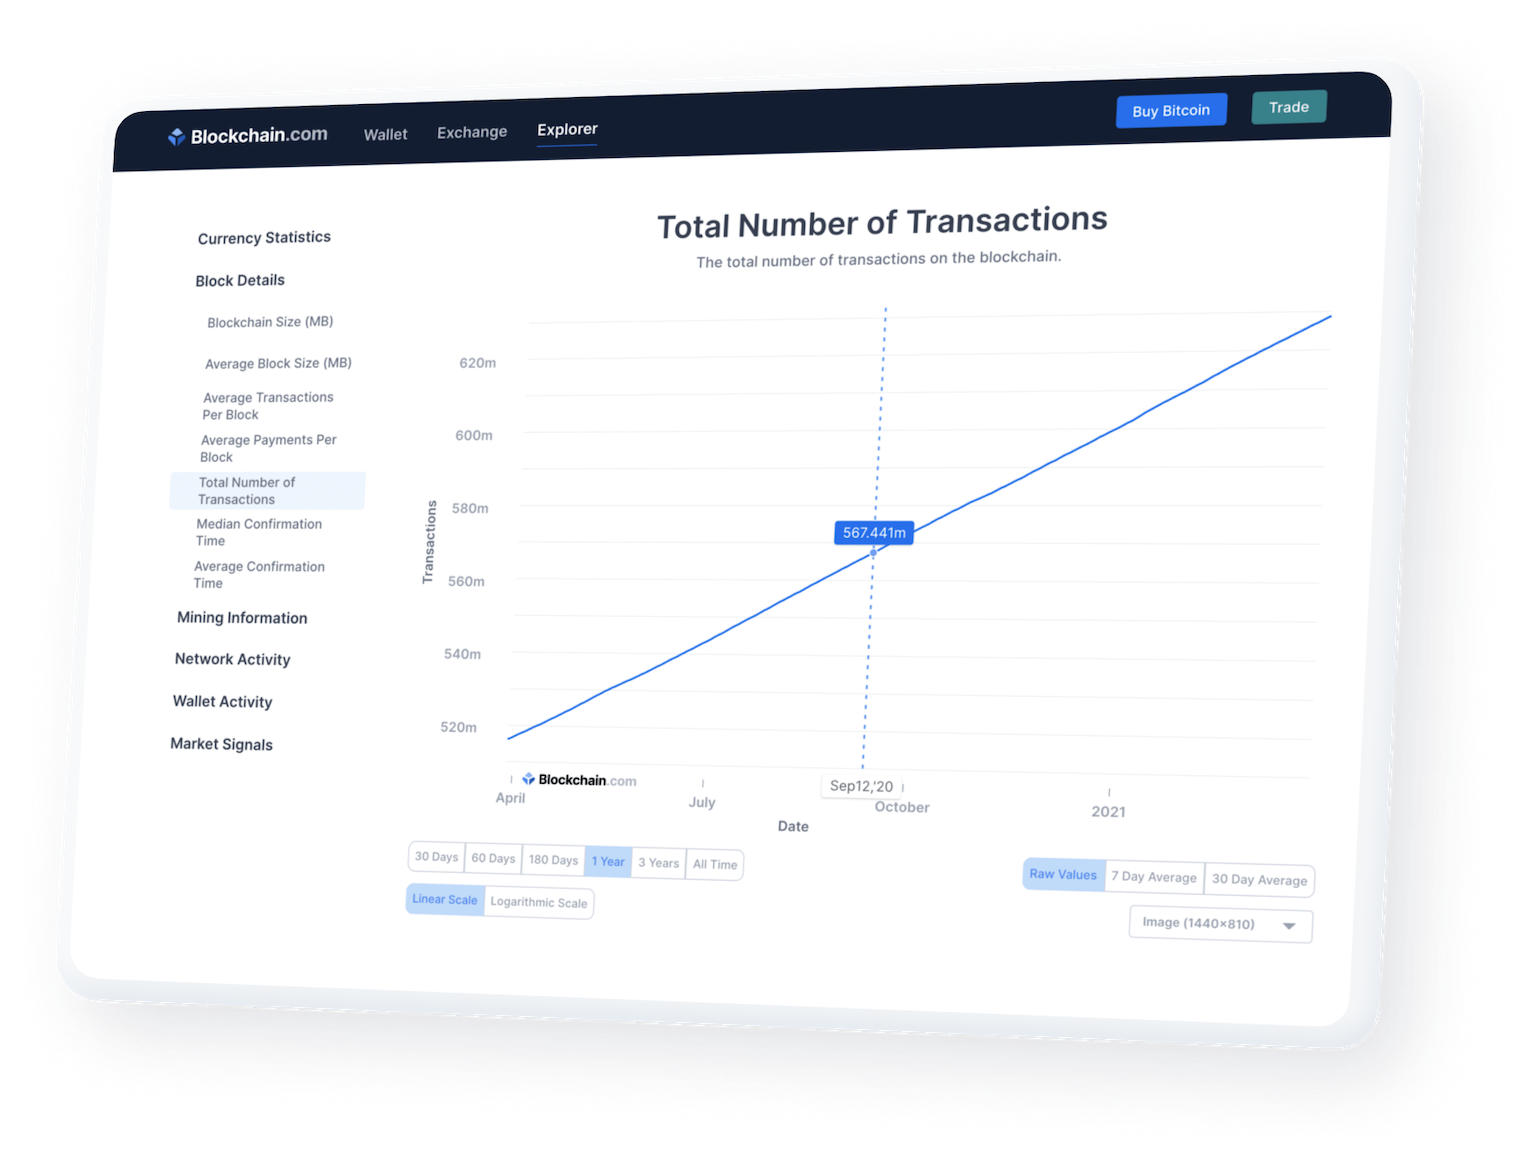 Blockchain.com
Wallet
Exchange
Explorer
Buy Bitcoin
Trade
Currency Statistics
Block Details
Blockchain Size (MB)
Average Block Size (MB)
Average Transactions
Per Block
Average Payments Per
Block
Total Number of
Transactions
Median Confirmation
Time
Average Confirmation
Time
Mining Information
Network Activity
Wallet Activity
Market Signals
Total Number of Transactions
The total number of transactions on the blockchain.
620m
600m
580m
560m
540m
520m
Transactions
567.441m
Blockchain.com
Sep12,'20
April
July
October
2021
Date
30 Days
60 Days
180 Days
1 Year
3 Years
All Time
Linear Scale
Logarithmic Scale
Raw Values
7 Day Average
30 Day Average
Image (1440×810)